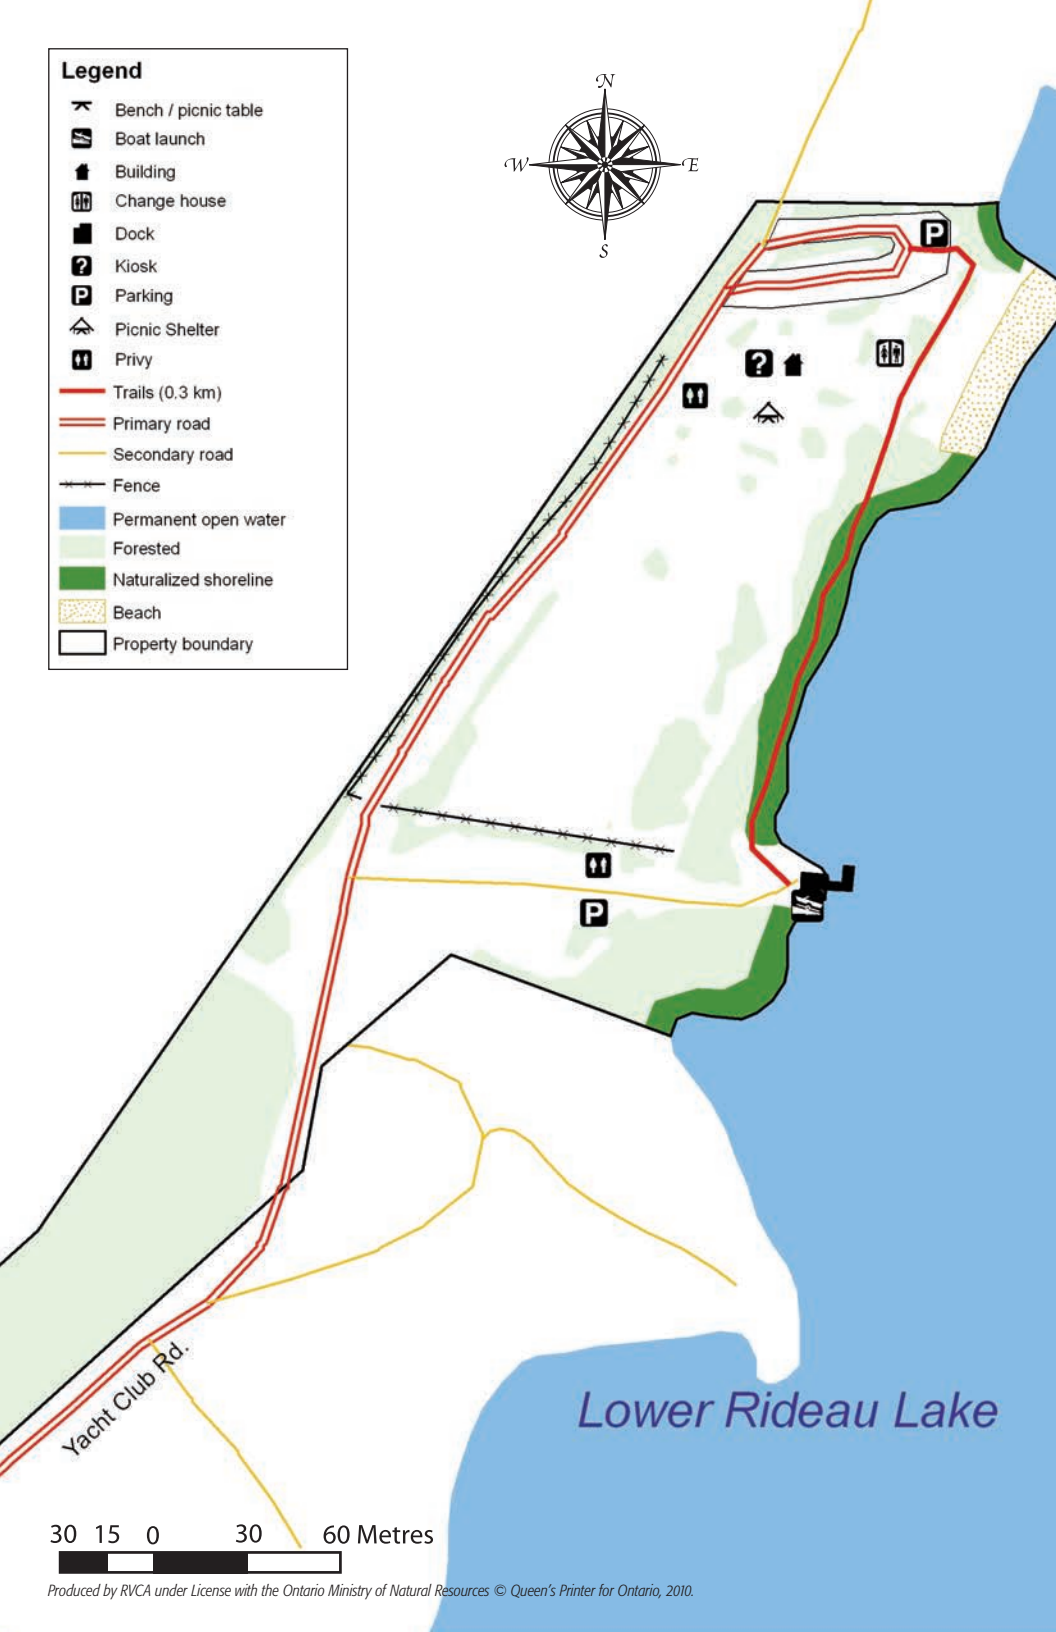 Legend
Bench / picnic table
Boat launch
Building
Change house
Dock
? Kiosk
P Parking
Picnic Shelter
Privy
Trails (0.3 km)
Primary road
Secondary road
Fence
Permanent open water
Forested
Naturalized shoreline
Beach
Property boundary
N
W E
S
P
?
P
Yacht Club Rd.
Lower Rideau Lake
30 15 0 30 60 Metres
Produced by RVCA under License with the Ontario Ministry of Natural Resources © Queen's Printer for Ontario, 2010.